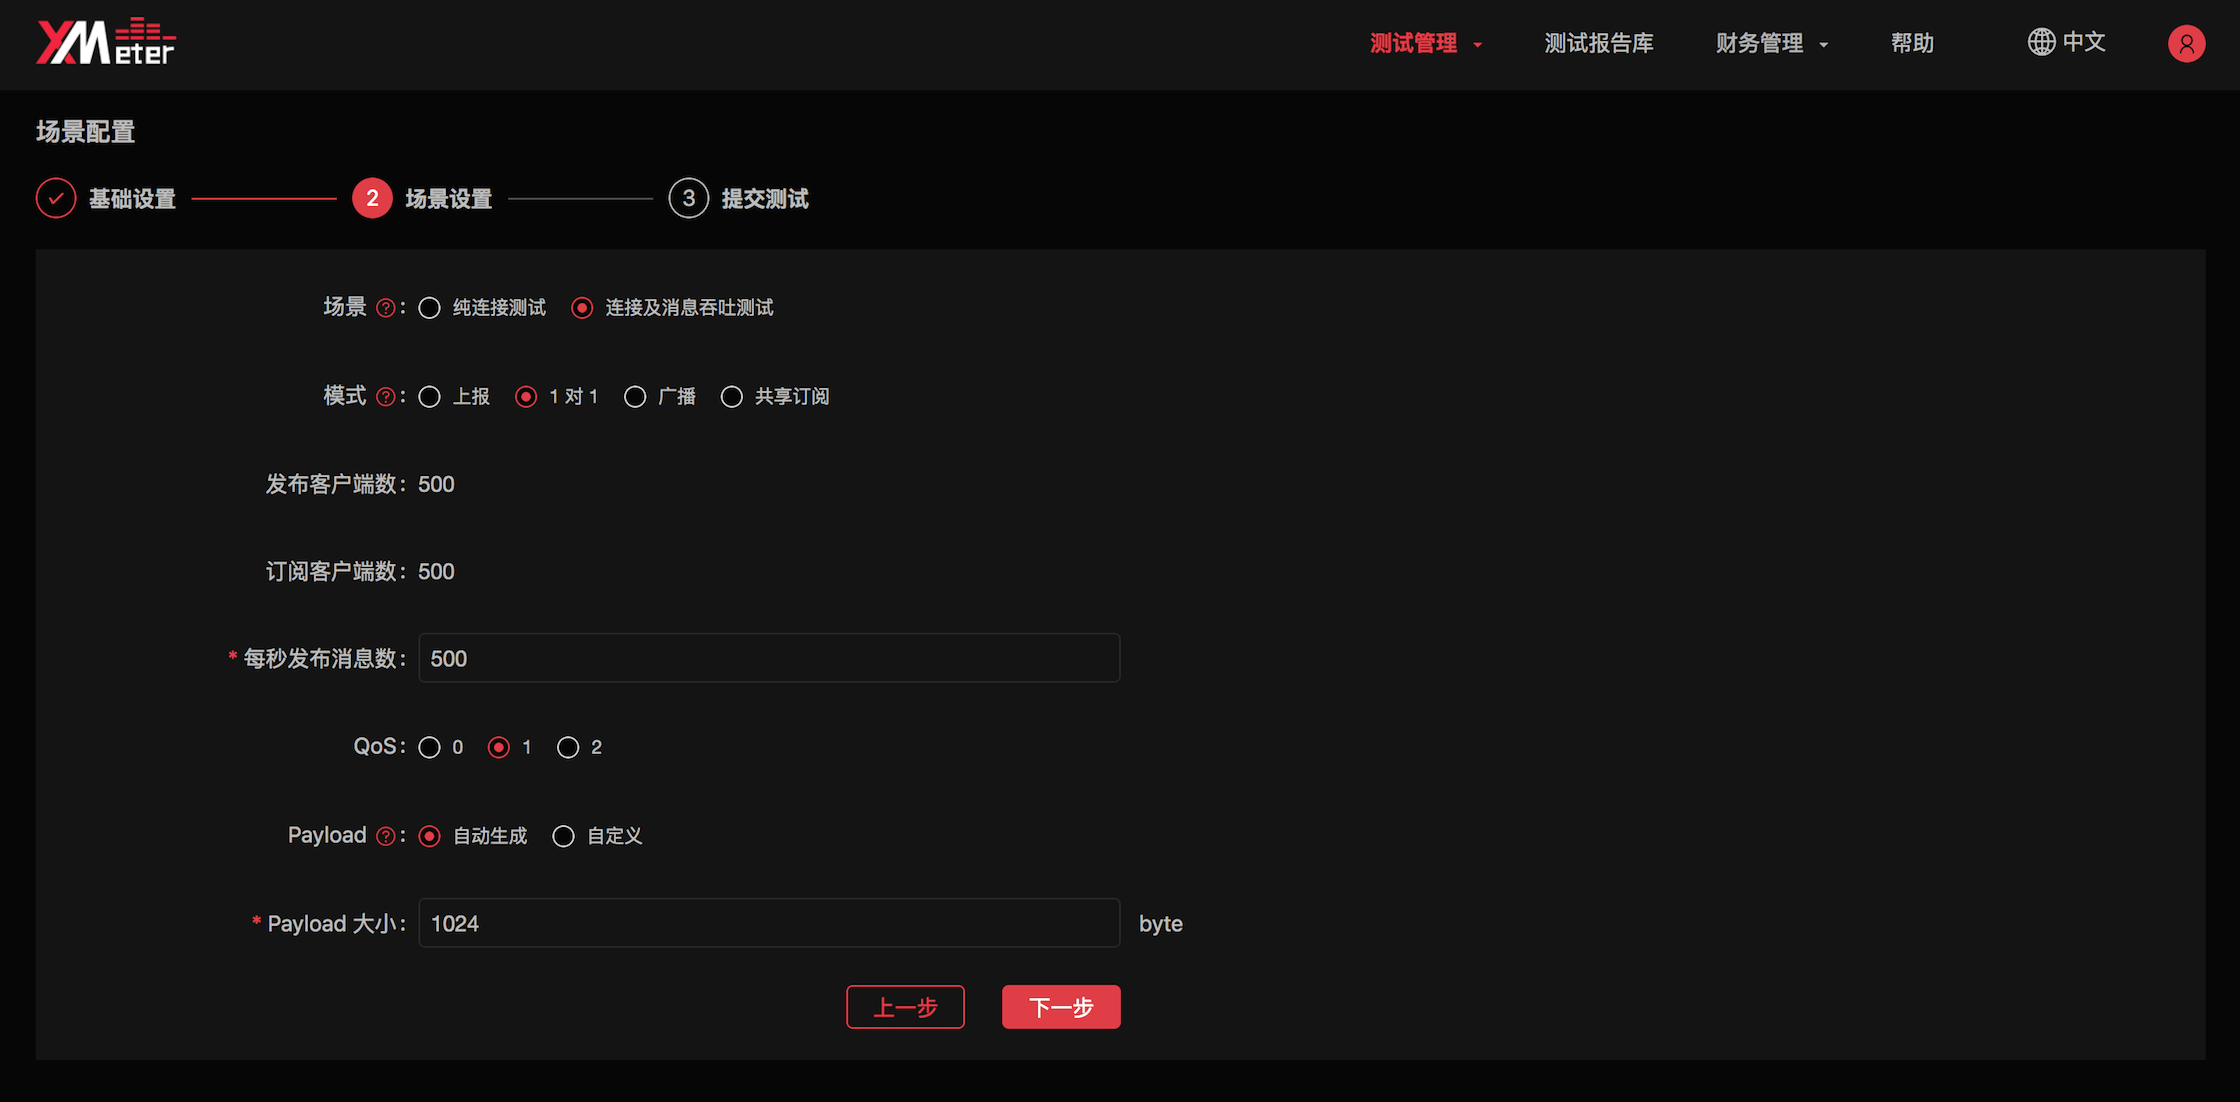 XMeter
测试管理 测试报告库 财务管理 帮助 中文
场景配置
基础设置 2 场景设置 3 提交测试
场景 ?: 纯连接测试 连接及消息吞吐测试
模式 ?: 上报 1 对 1 广播 共享订阅
发布客户端数: 500
订阅客户端数: 500
* 每秒发布消息数: 500
QoS: 0 1 2
Payload ?: 自动生成 自定义
* Payload 大小: 1024 byte
上一步 下一步